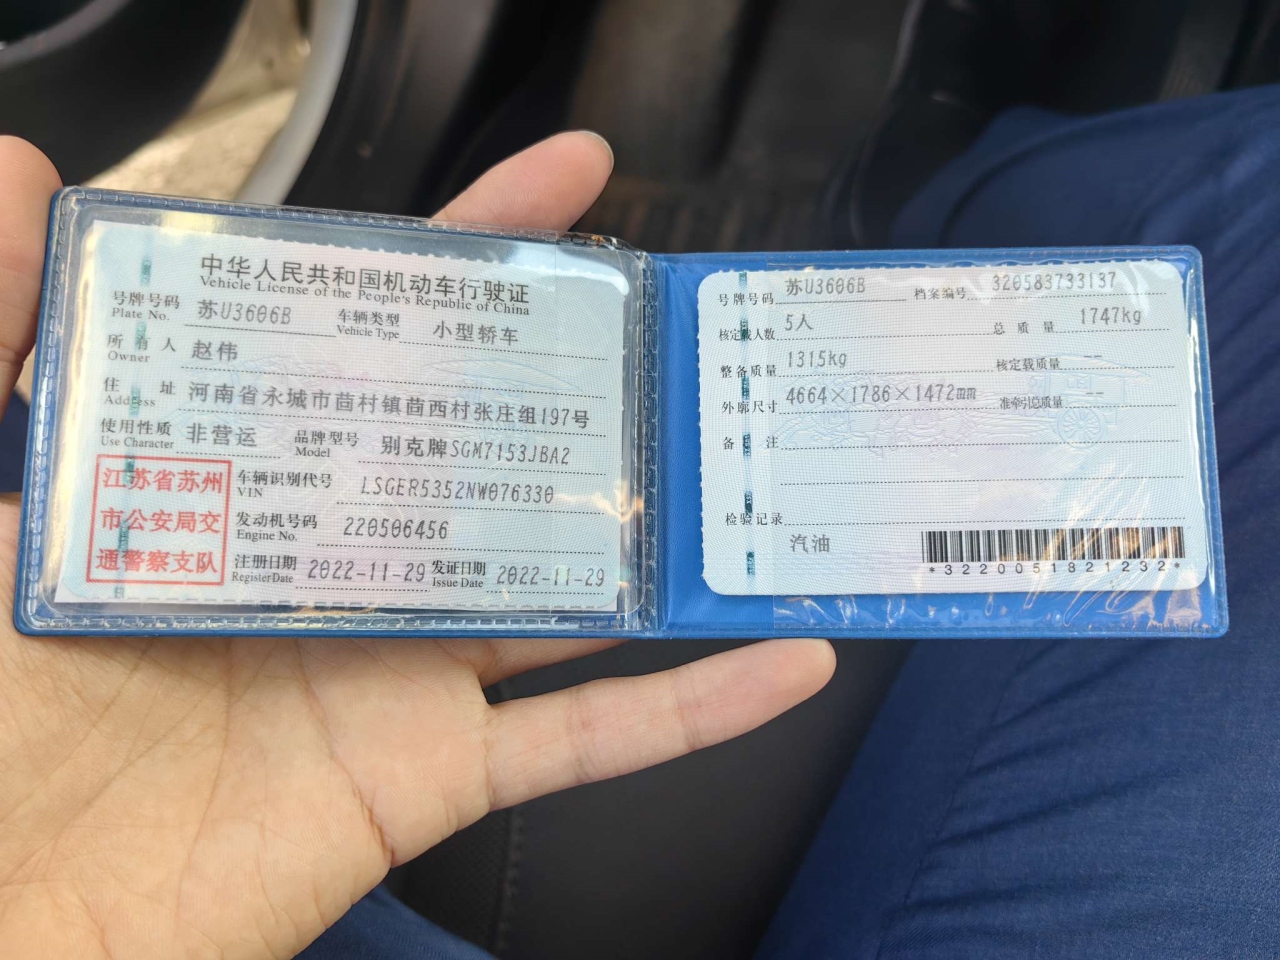 中华人民共和国机动车行驶证
Vehicle License of the People's Republic of China
号牌号码 苏U3606B 车辆类型 小型轿车
Plate No. Vehicle Type
所有人 赵伟
Owner
住址 河南省永城市茴村镇茴西村张庄组197号
Address
使用性质 非营运 品牌型号 别克牌SGM7153JBA2
Use Character Model
江苏省苏州
市公安局交
通警察支队
车辆识别代号 LSGER5352NW076330
VIN
发动机号码 220506456
Engine No.
注册日期 2022-11-29 发证日期 2022-11-29
Register Date Issue Date
号牌号码 苏U3606B 档案编号 320583733137
核定载人数 5人 总质量 1747kg
整备质量 1315kg 核定载质量 --
外廓尺寸 4664×1786×1472mm 准牵引总质量 --
备注
检验记录
汽油
*3220051821232*